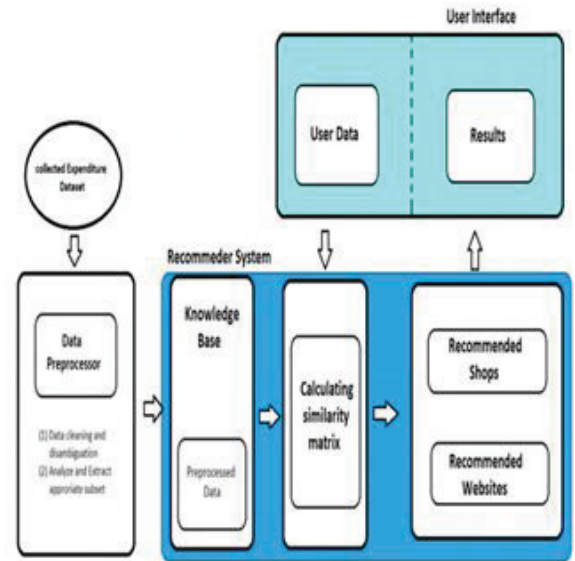 User Interface
User Data
Results
collected Expenditure
Dataset
Recommeder System
Data
Preprocessor
(1) Data cleaning and
disambiguation
(2) Analyze and Extract
approriate subset
Knowledge
Base
Preprocessed
Data
Calculating
similarity
matrix
Recommended
Shops
Recommended
Websites